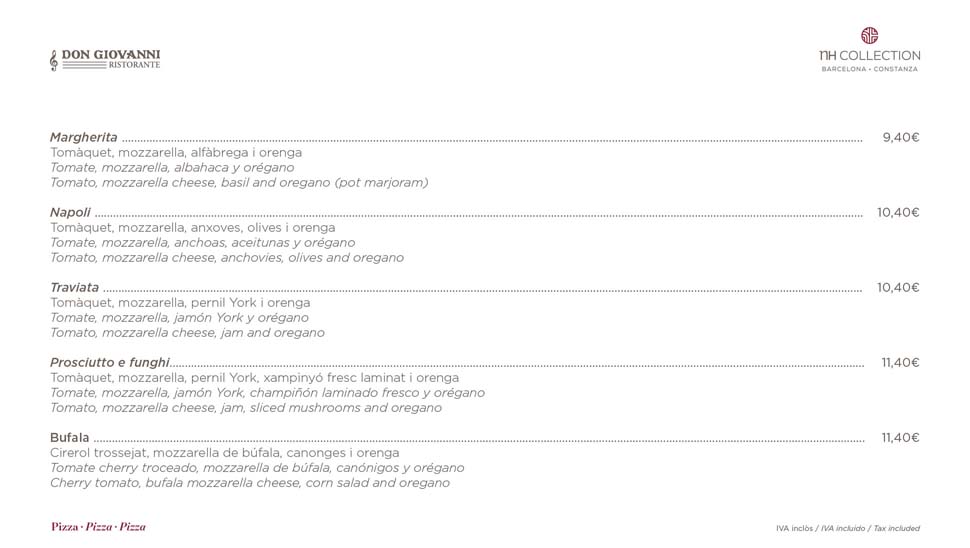 DON GIOVANNI
RISTORANTE
NH COLLECTION
BARCELONA - CONSTANZA
Margherita ........ 9,40€
Tomàquet, mozzarella, alfàbrega i orenga
Tomate, mozzarella, albahaca y orégano
Tomato, mozzarella cheese, basil and oregano (pot marjoram)
Napoli ........ 10,40€
Tomàquet, mozzarella, anxoves, olives i orenga
Tomate, mozzarella, anchoas, aceitunas y orégano
Tomato, mozzarella cheese, anchovies, olives and oregano
Traviata ........ 10,40€
Tomàquet, mozzarella, pernil York i orenga
Tomate, mozzarella, jamón York y orégano
Tomato, mozzarella cheese, jam and oregano
Prosciutto e funghi........ 11,40€
Tomàquet, mozzarella, pernil York, xampinyó fresc laminat i orenga
Tomate, mozzarella, jamón York, champiñón laminado fresco y orégano
Tomato, mozzarella cheese, jam, sliced mushrooms and oregano
Bufala ........ 11,40€
Cirerol trossejat, mozzarella de búfala, canonges i orenga
Tomate cherry troceado, mozzarella de búfala, canónigos y orégano
Cherry tomato, bufala mozzarella cheese, corn salad and oregano
Pizza · Pizza · Pizza
IVA inclòs / IVA incluido / Tax included